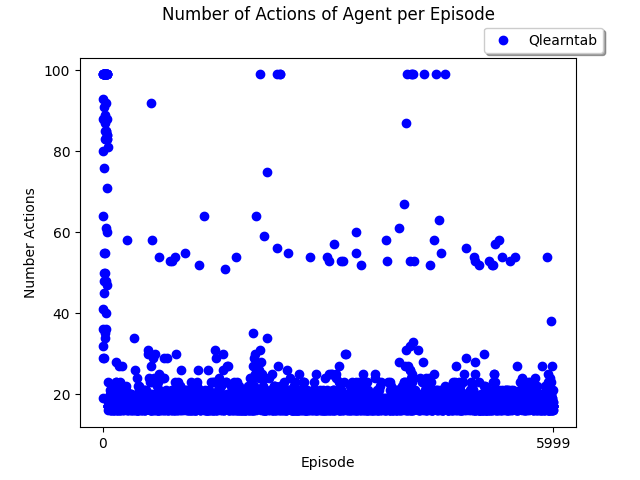 Number of Actions of Agent per Episode
Qlearntab
100
80
60
40
20
Number Actions
0
5999
Episode